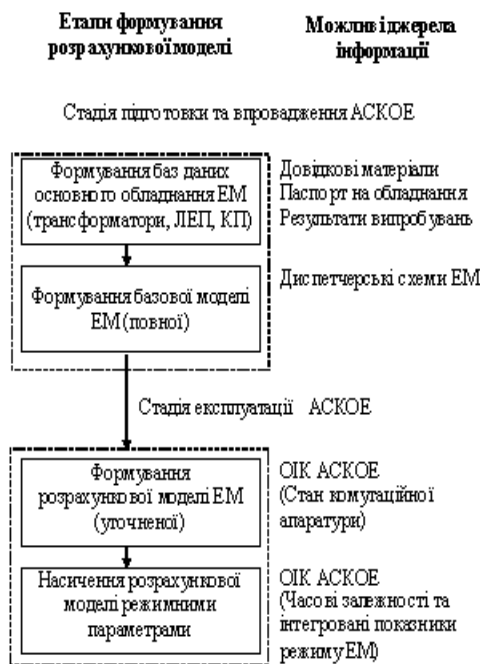 Етапи формування
розрахункової моделі
Можливі джерела
інформації
Стадія підготовки та впровадження АСКОЕ
Формування баз даних
основного обладнання ЕМ
(трансформатори, ЛЕП, КП)
Довідкові матеріали
Паспорт на обладнання
Результати випробувань
Формування базової моделі
ЕМ (повної)
Диспетчерські схеми ЕМ
Стадія експлуатації АСКОЕ
Формування
розрахункової моделі ЕМ
(уточненої)
ОІК АСКОЕ
(Стан комутаційної
апаратури)
Насичення розрахункової
моделі режимними
параметрами
ОІК АСКОЕ
(Часові залежності та
інтегровані показники
режиму ЕМ)